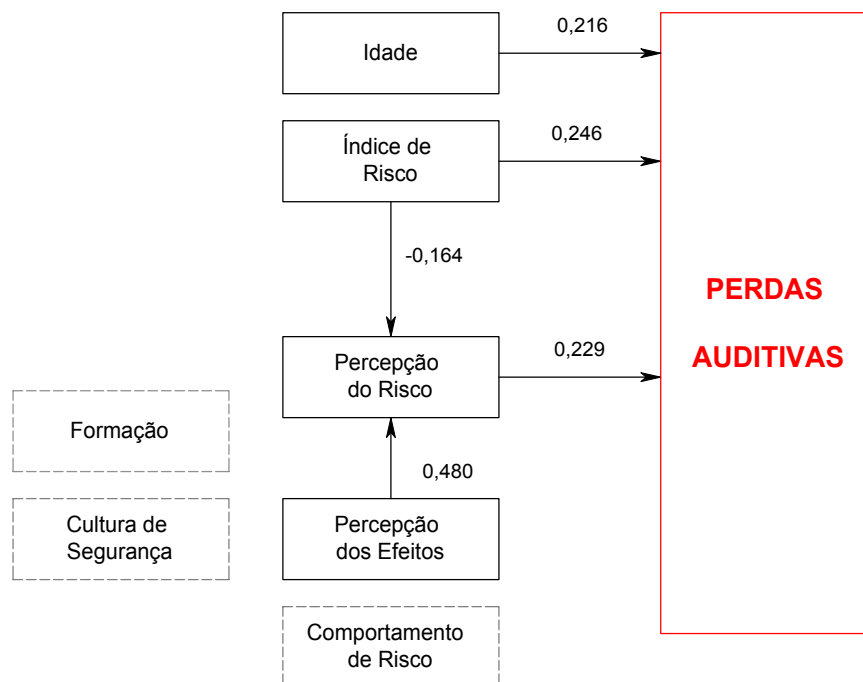 0,216
Idade
Índice de
Risco
0,246
-0,164
PERDAS
AUDITIVAS
Percepção
do Risco
0,229
Formação
0,480
Cultura de
Segurança
Percepção
dos Efeitos
Comportamento
de Risco